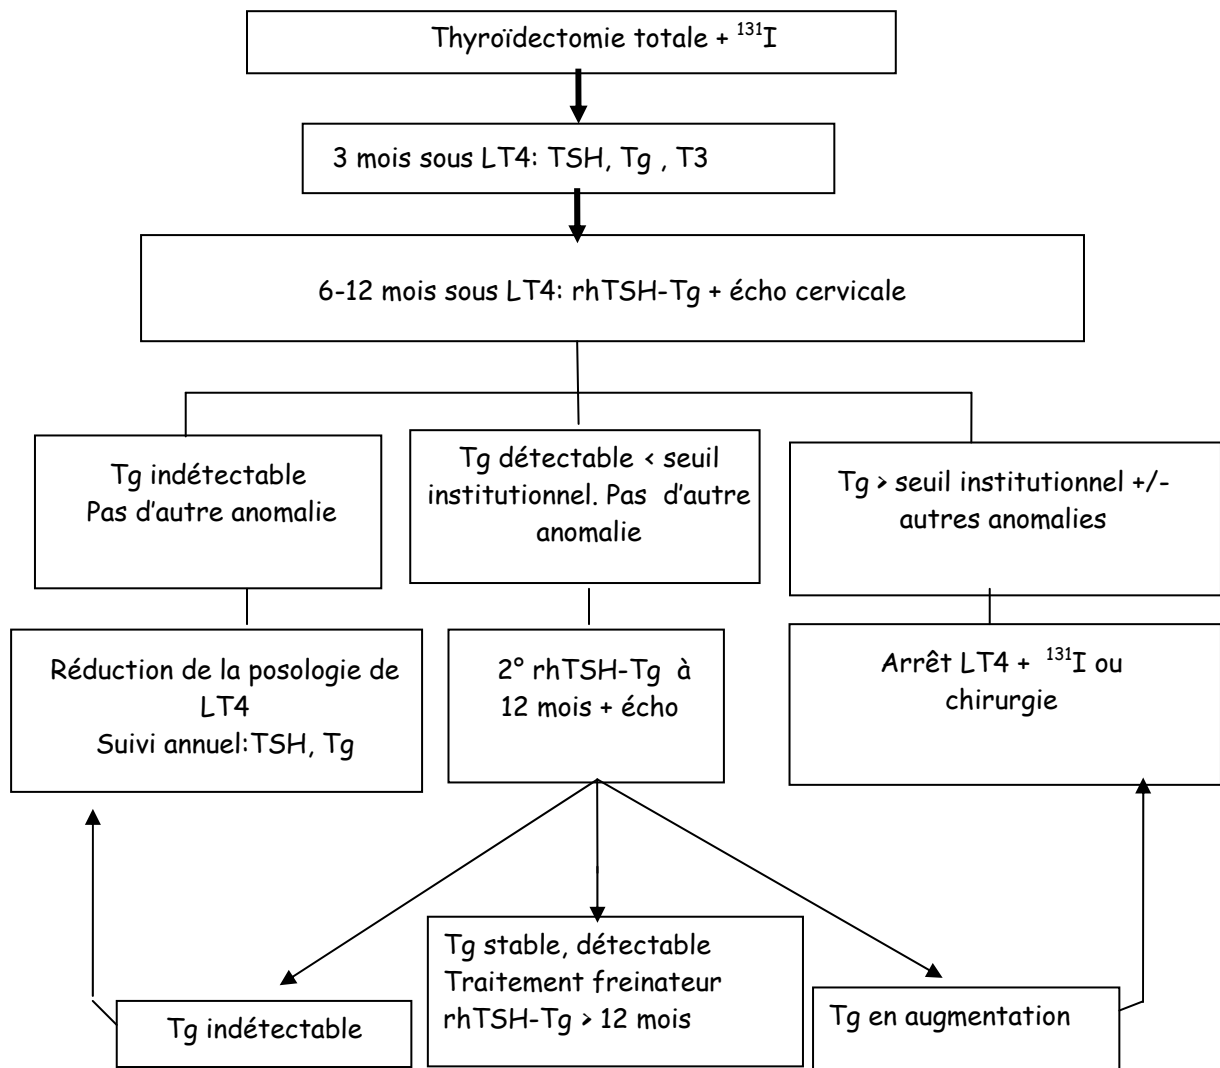 Thyroïdectomie totale + ¹³¹I
3 mois sous LT4: TSH, Tg , T3
6-12 mois sous LT4: rhTSH-Tg + écho cervicale
Tg indétectable
Pas d'autre anomalie
Tg détectable < seuil
institutionnel. Pas d'autre
anomalie
Tg > seuil institutionnel +/-
autres anomalies
Réduction de la posologie de
LT4
Suivi annuel:TSH, Tg
2° rhTSH-Tg à
12 mois + écho
Arrêt LT4 + ¹³¹I ou
chirurgie
Tg indétectable
Tg stable, détectable
Traitement freinateur
rhTSH-Tg > 12 mois
Tg en augmentation